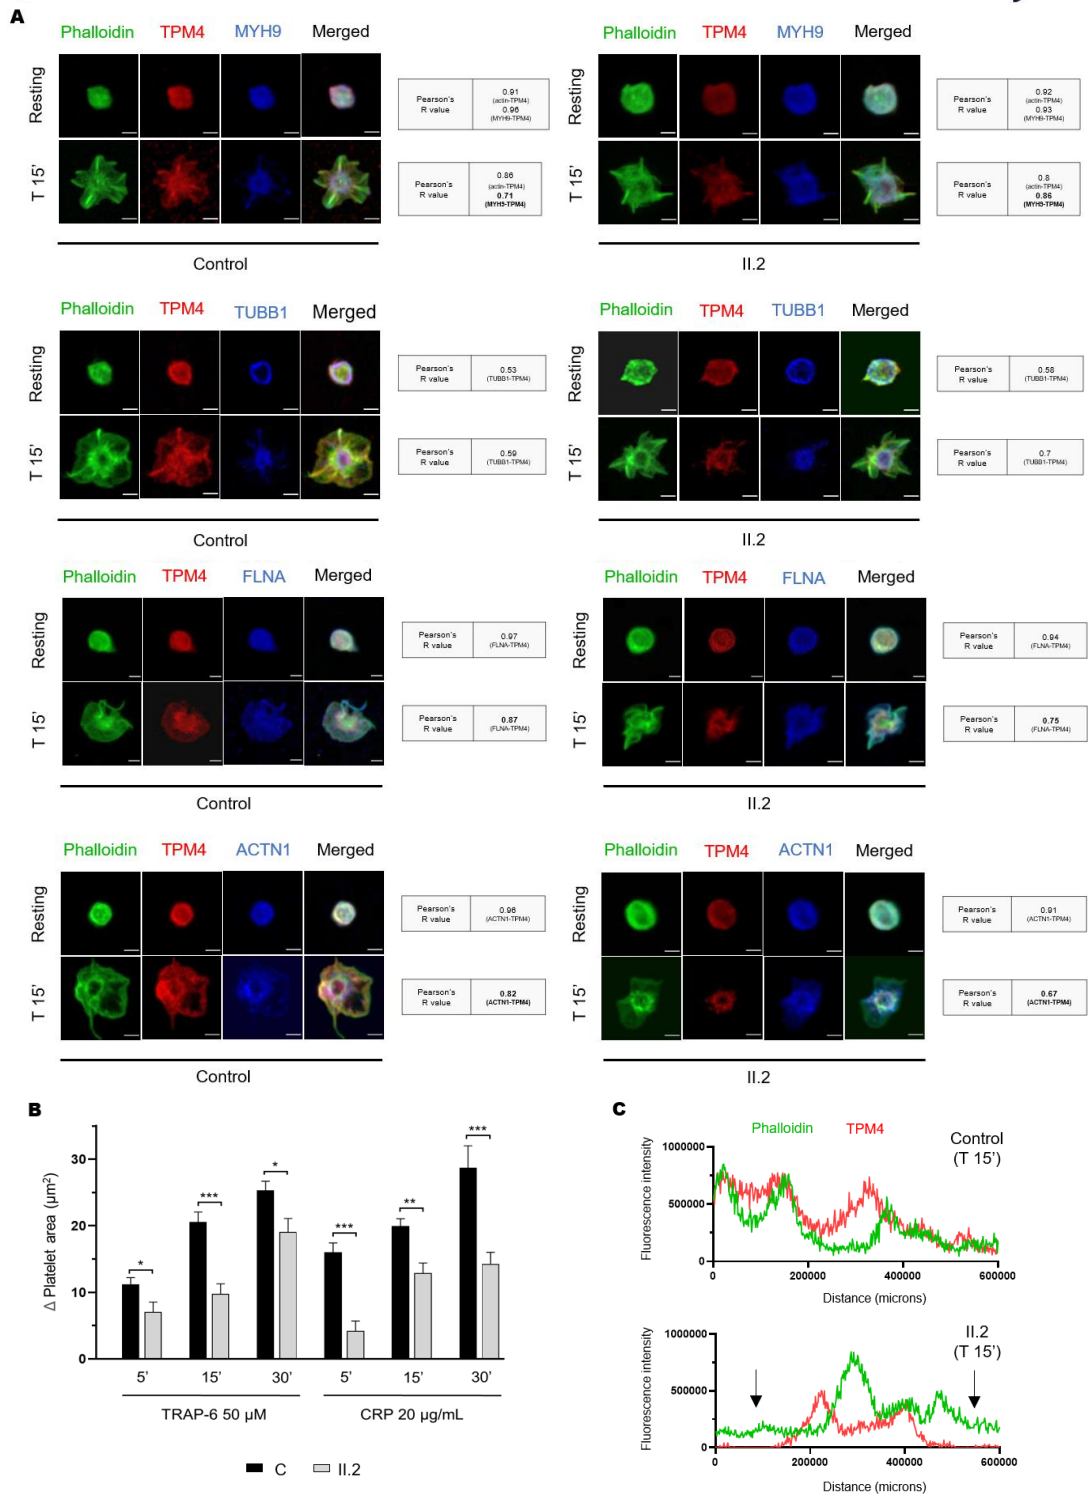 A
Phalloidin TPM4 MYH9 Merged
Resting
Pearson's R value
0.91
(actin-TPM4)
0.96
(MYH9-TPM4)
T 15'
Pearson's R value
0.86
(actin-TPM4)
0.71
(MYH9-TPM4)
Control
Phalloidin TPM4 MYH9 Merged
Resting
Pearson's R value
0.92
(actin-TPM4)
0.93
(MYH9-TPM4)
T 15'
Pearson's R value
0.8
(actin-TPM4)
0.86
(MYH9-TPM4)
II.2
Phalloidin TPM4 TUBB1 Merged
Resting
Pearson's R value
0.53
(TUBB1-TPM4)
T 15'
Pearson's R value
0.59
(TUBB1-TPM4)
Control
Phalloidin TPM4 TUBB1 Merged
Resting
Pearson's R value
0.58
(TUBB1-TPM4)
T 15'
Pearson's R value
0.7
(TUBB1-TPM4)
II.2
Phalloidin TPM4 FLNA Merged
Resting
Pearson's R value
0.97
(FLNA-TPM4)
T 15'
Pearson's R value
0.87
(FLNA-TPM4)
Control
Phalloidin TPM4 FLNA Merged
Resting
Pearson's R value
0.94
(FLNA-TPM4)
T 15'
Pearson's R value
0.75
(FLNA-TPM4)
II.2
Phalloidin TPM4 ACTN1 Merged
Resting
Pearson's R value
0.96
(ACTN1-TPM4)
T 15'
Pearson's R value
0.82
(ACTN1-TPM4)
Control
Phalloidin TPM4 ACTN1 Merged
Resting
Pearson's R value
0.91
(ACTN1-TPM4)
T 15'
Pearson's R value
0.67
(ACTN1-TPM4)
II.2
B
Δ Platelet area (µm²)
30
20
10
0
* *** * *** ** ***
5' 15' 30' 5' 15' 30'
TRAP-6 50 µM CRP 20 µg/mL
C II.2
C
Phalloidin TPM4
Control
(T 15')
Fluorescence intensity
1000000
500000
0
0 200000 400000 600000
Distance (microns)
II.2
(T 15')
Fluorescence intensity
1000000
500000
0
0 200000 400000 600000
Distance (microns)